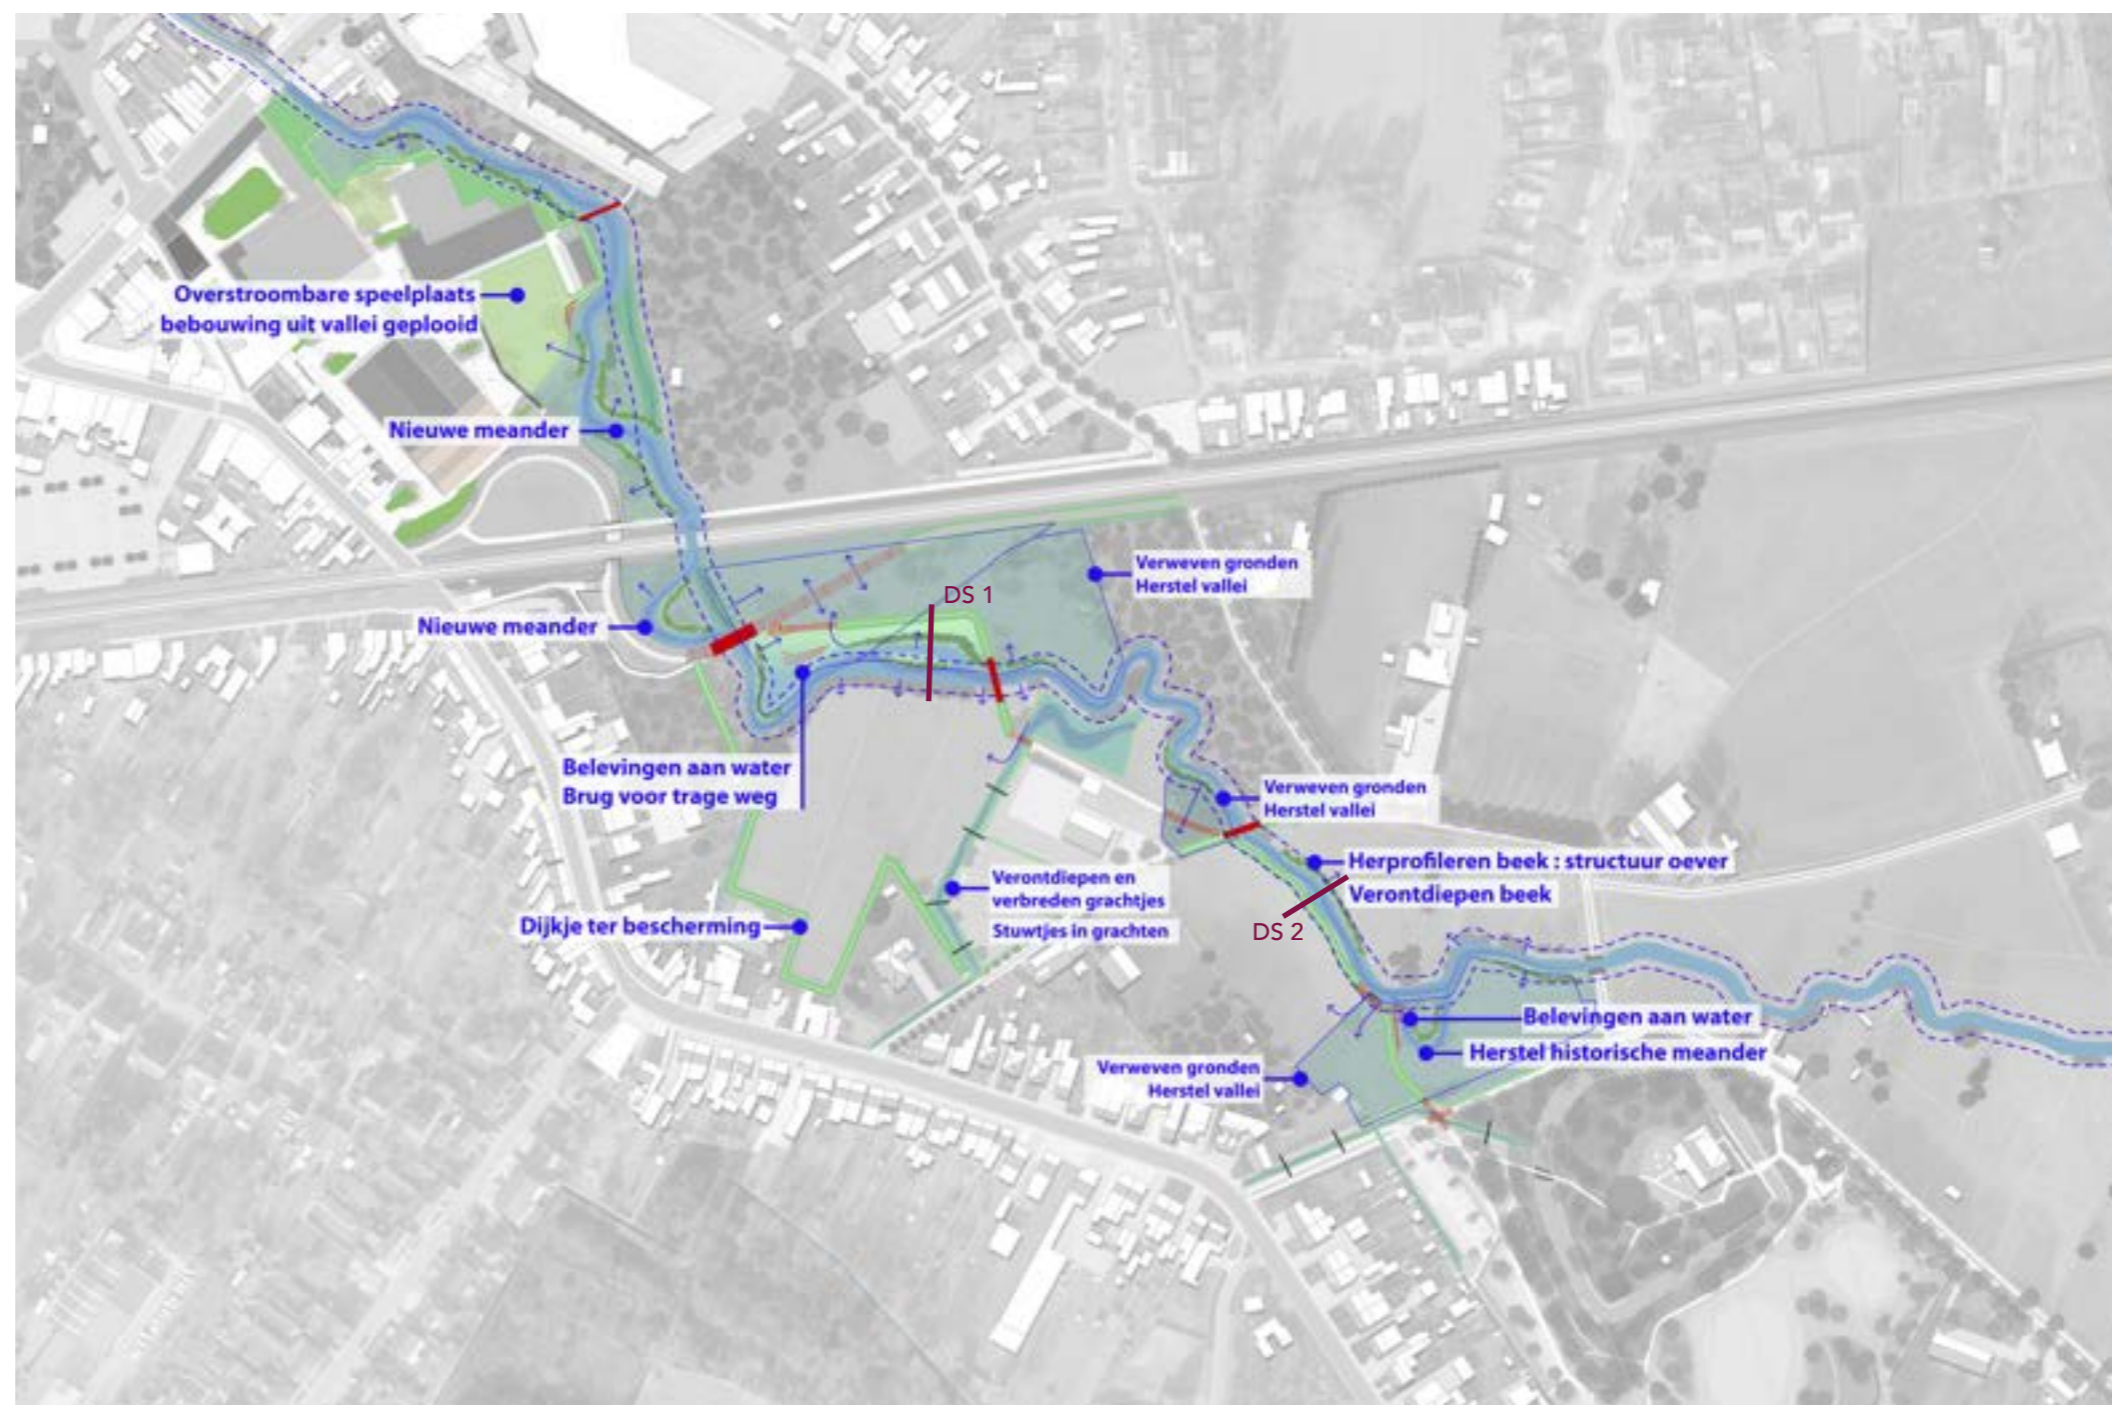 Overstroombare speelplaats
bebouwing uit vallei geplooid
Nieuwe meander
Verweven gronden
Herstel vallei
DS 1
Nieuwe meander
Belevingen aan water
Brug voor trage weg
Verweven gronden
Herstel vallei
Herprofileren beek : structuur oever
Verontdiepen beek
Verontdiepen en
verbreden grachtjes
Stuwtjes in grachten
Dijkje ter bescherming
DS 2
Belevingen aan water
Herstel historische meander
Verweven gronden
Herstel vallei